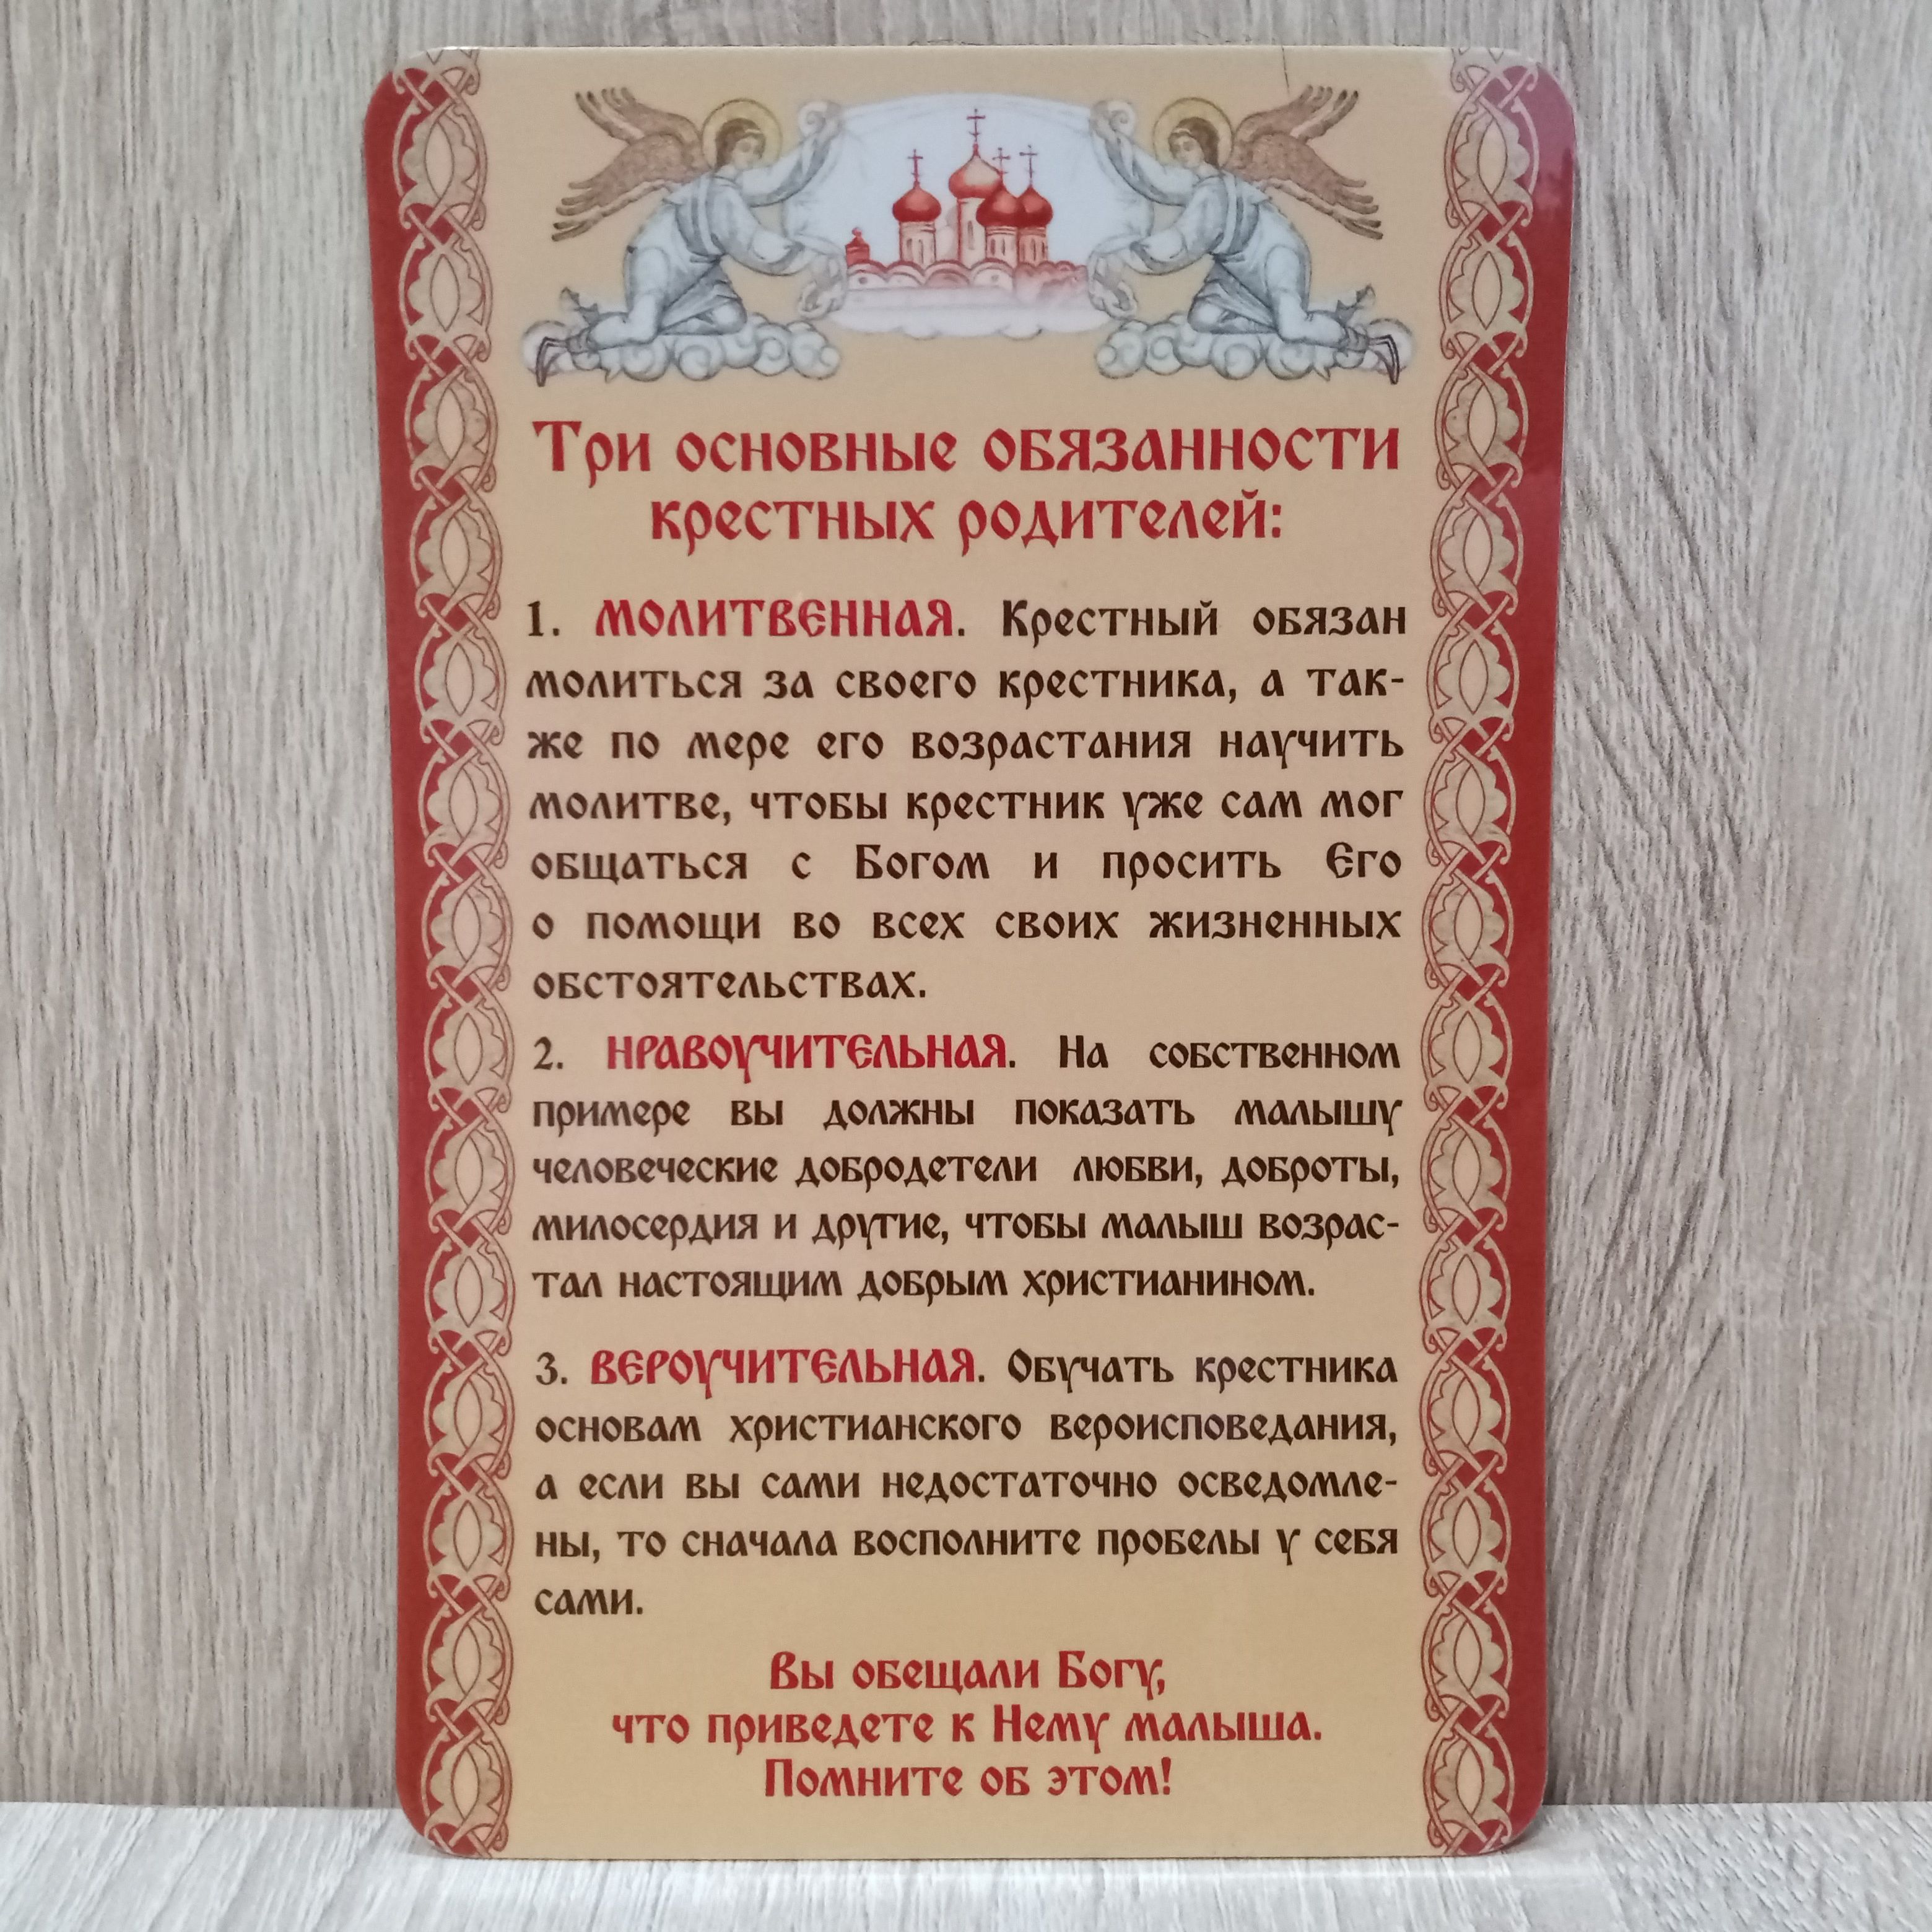 Три основные обязанности
крестных родителей:
1. МОЛИТВЕННАЯ. Крестный обязан
молиться за своего крестника, а так-
же по мере его возрастания научить
молитве, чтобы крестник уже сам мог
общаться с Богом и просить Его
о помощи во всех своих жизненных
обстоятельствах.
2. НРАВОУЧИТЕЛЬНАЯ. На собственном
примере вы должны показать малышу
человеческие добродетели любви, доброты,
милосердия и другие, чтобы малыш возрас-
тал настоящим добрым христианином.
3. ВЕРОУЧИТЕЛЬНАЯ. Обучать крестника
основам христианского вероисповедания,
а если вы сами недостаточно осведомле-
ны, то сначала восполните пробелы у себя
сами.
Вы обещали Богу,
что приведете к Нему малыша.
Помните об этом!